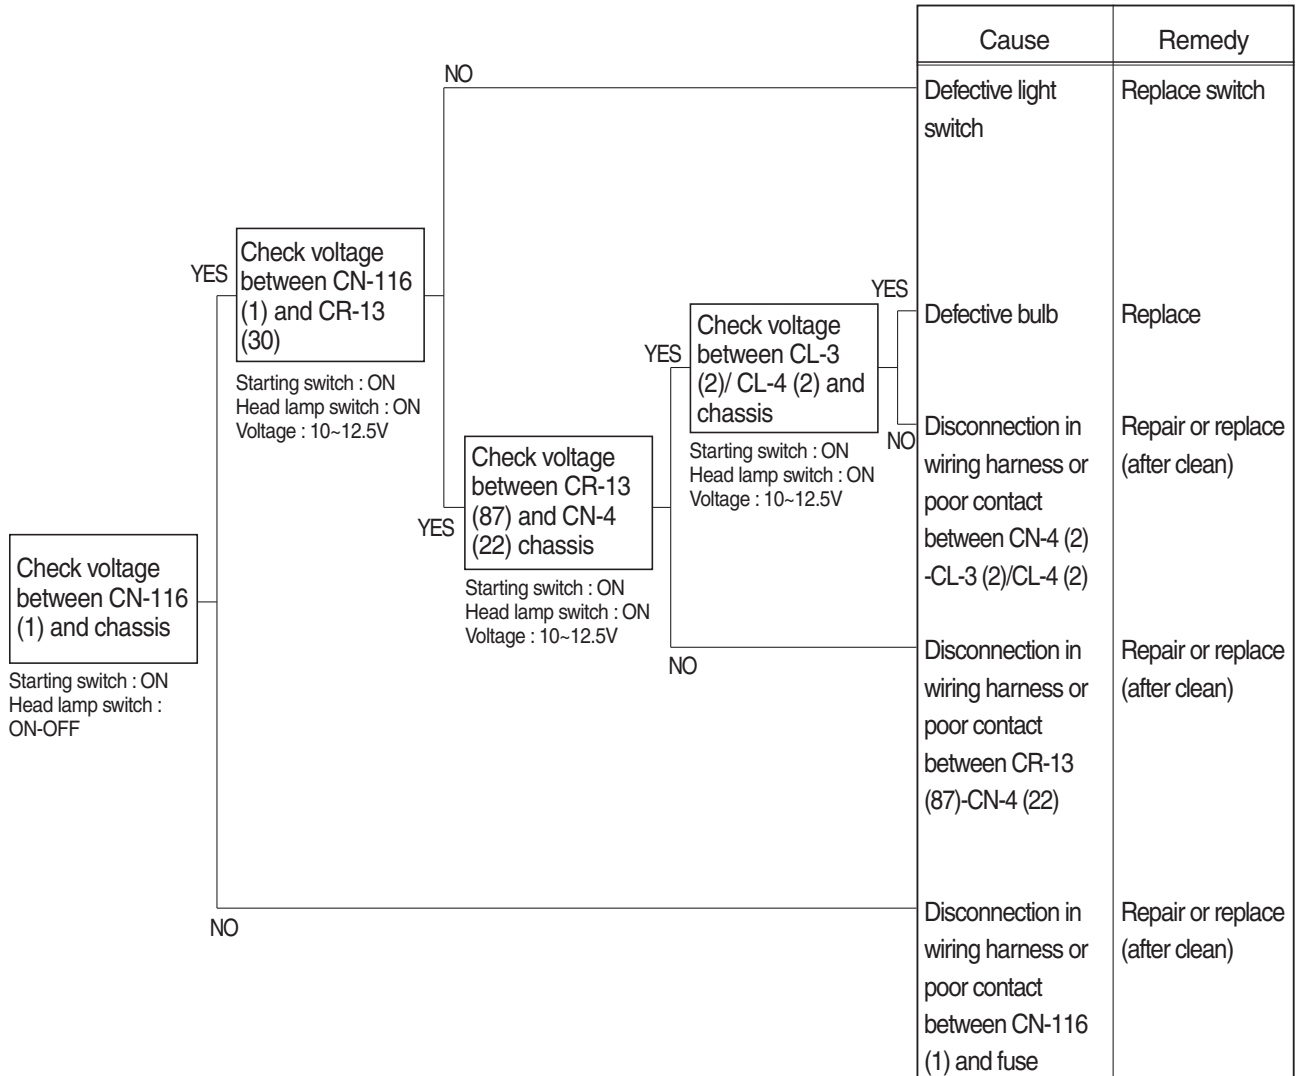 Cause
Remedy
NO
Defective light
switch
Replace switch
YES
Check voltage
between CN-116
(1) and CR-13
(30)
Starting switch : ON
Head lamp switch : ON
Voltage : 10~12.5V
YES
Check voltage
between CL-3
(2)/ CL-4 (2) and
chassis
Starting switch : ON
Head lamp switch : ON
Voltage : 10~12.5V
YES
Defective bulb
Replace
NO
Disconnection in
wiring harness or
poor contact
between CN-4 (2)
-CL-3 (2)/CL-4 (2)
Repair or replace
(after clean)
YES
Check voltage
between CR-13
(87) and CN-4
(22) chassis
Starting switch : ON
Head lamp switch : ON
Voltage : 10~12.5V
NO
Disconnection in
wiring harness or
poor contact
between CR-13
(87)-CN-4 (22)
Repair or replace
(after clean)
Check voltage
between CN-116
(1) and chassis
Starting switch : ON
Head lamp switch :
ON-OFF
NO
Disconnection in
wiring harness or
poor contact
between CN-116
(1) and fuse
Repair or replace
(after clean)